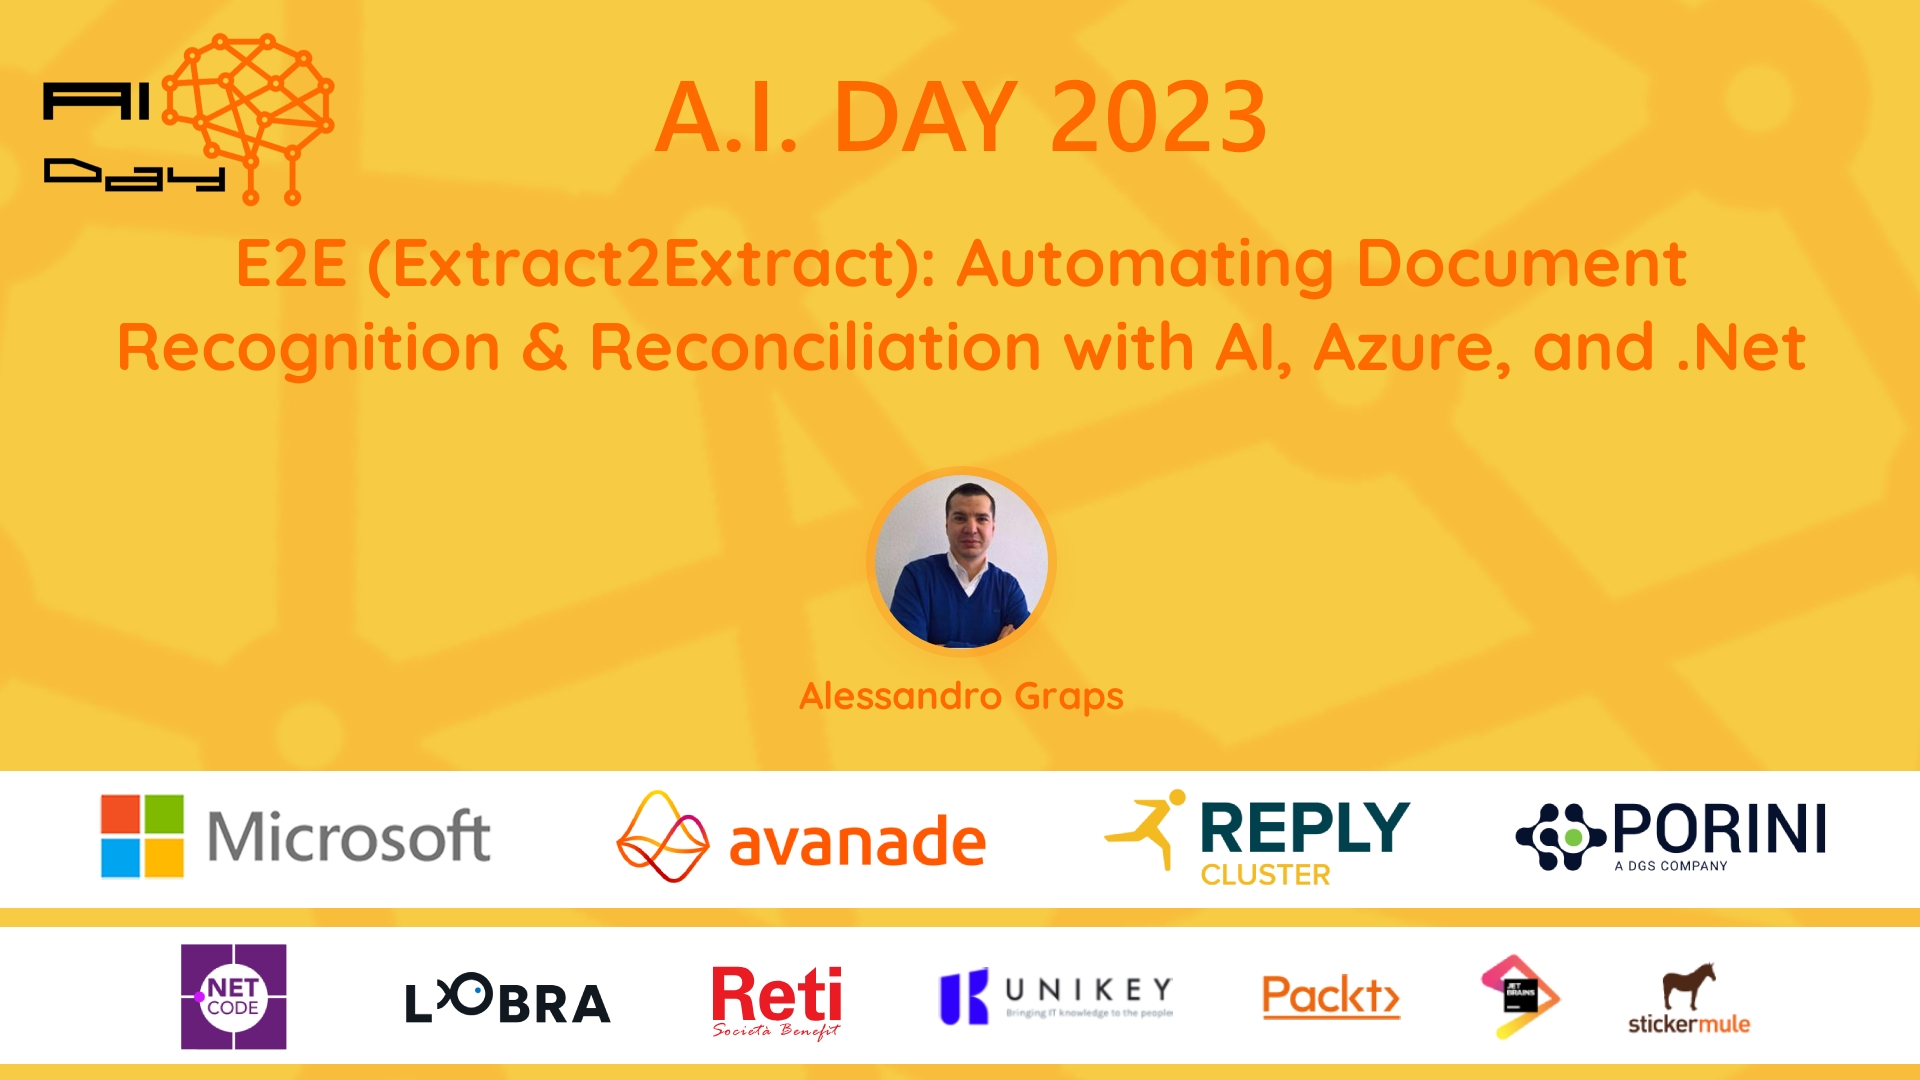 AI
Day
A.I. DAY 2023
E2E (Extract2Extract): Automating Document
Recognition & Reconciliation with AI, Azure, and .Net
Alessandro Graps
Microsoft
avanade
REPLY
CLUSTER
PORINI
A DGS COMPANY
NET
CODE
LOBRA
Reti
Società Benefit
UNIKEY
Bringing IT knowledge to the people!
Packt>
JET
BRAINS
stickermule